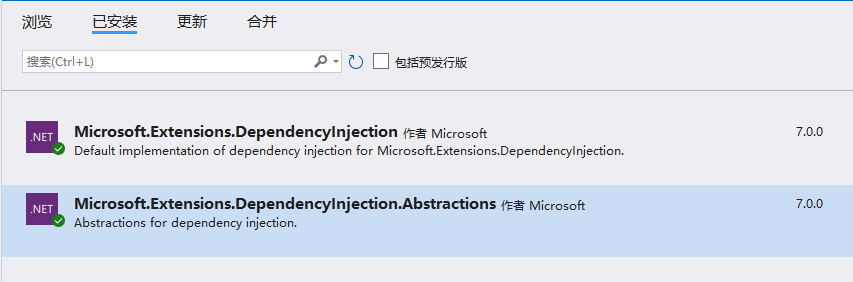 浏览 已安装 更新 合并
搜索(Ctrl+L) 包括预发行版
.NET Microsoft.Extensions.DependencyInjection 作者 Microsoft 7.0.0
Default implementation of dependency injection for Microsoft.Extensions.DependencyInjection.
.NET Microsoft.Extensions.DependencyInjection.Abstractions 作者 Microsoft 7.0.0
Abstractions for dependency injection.